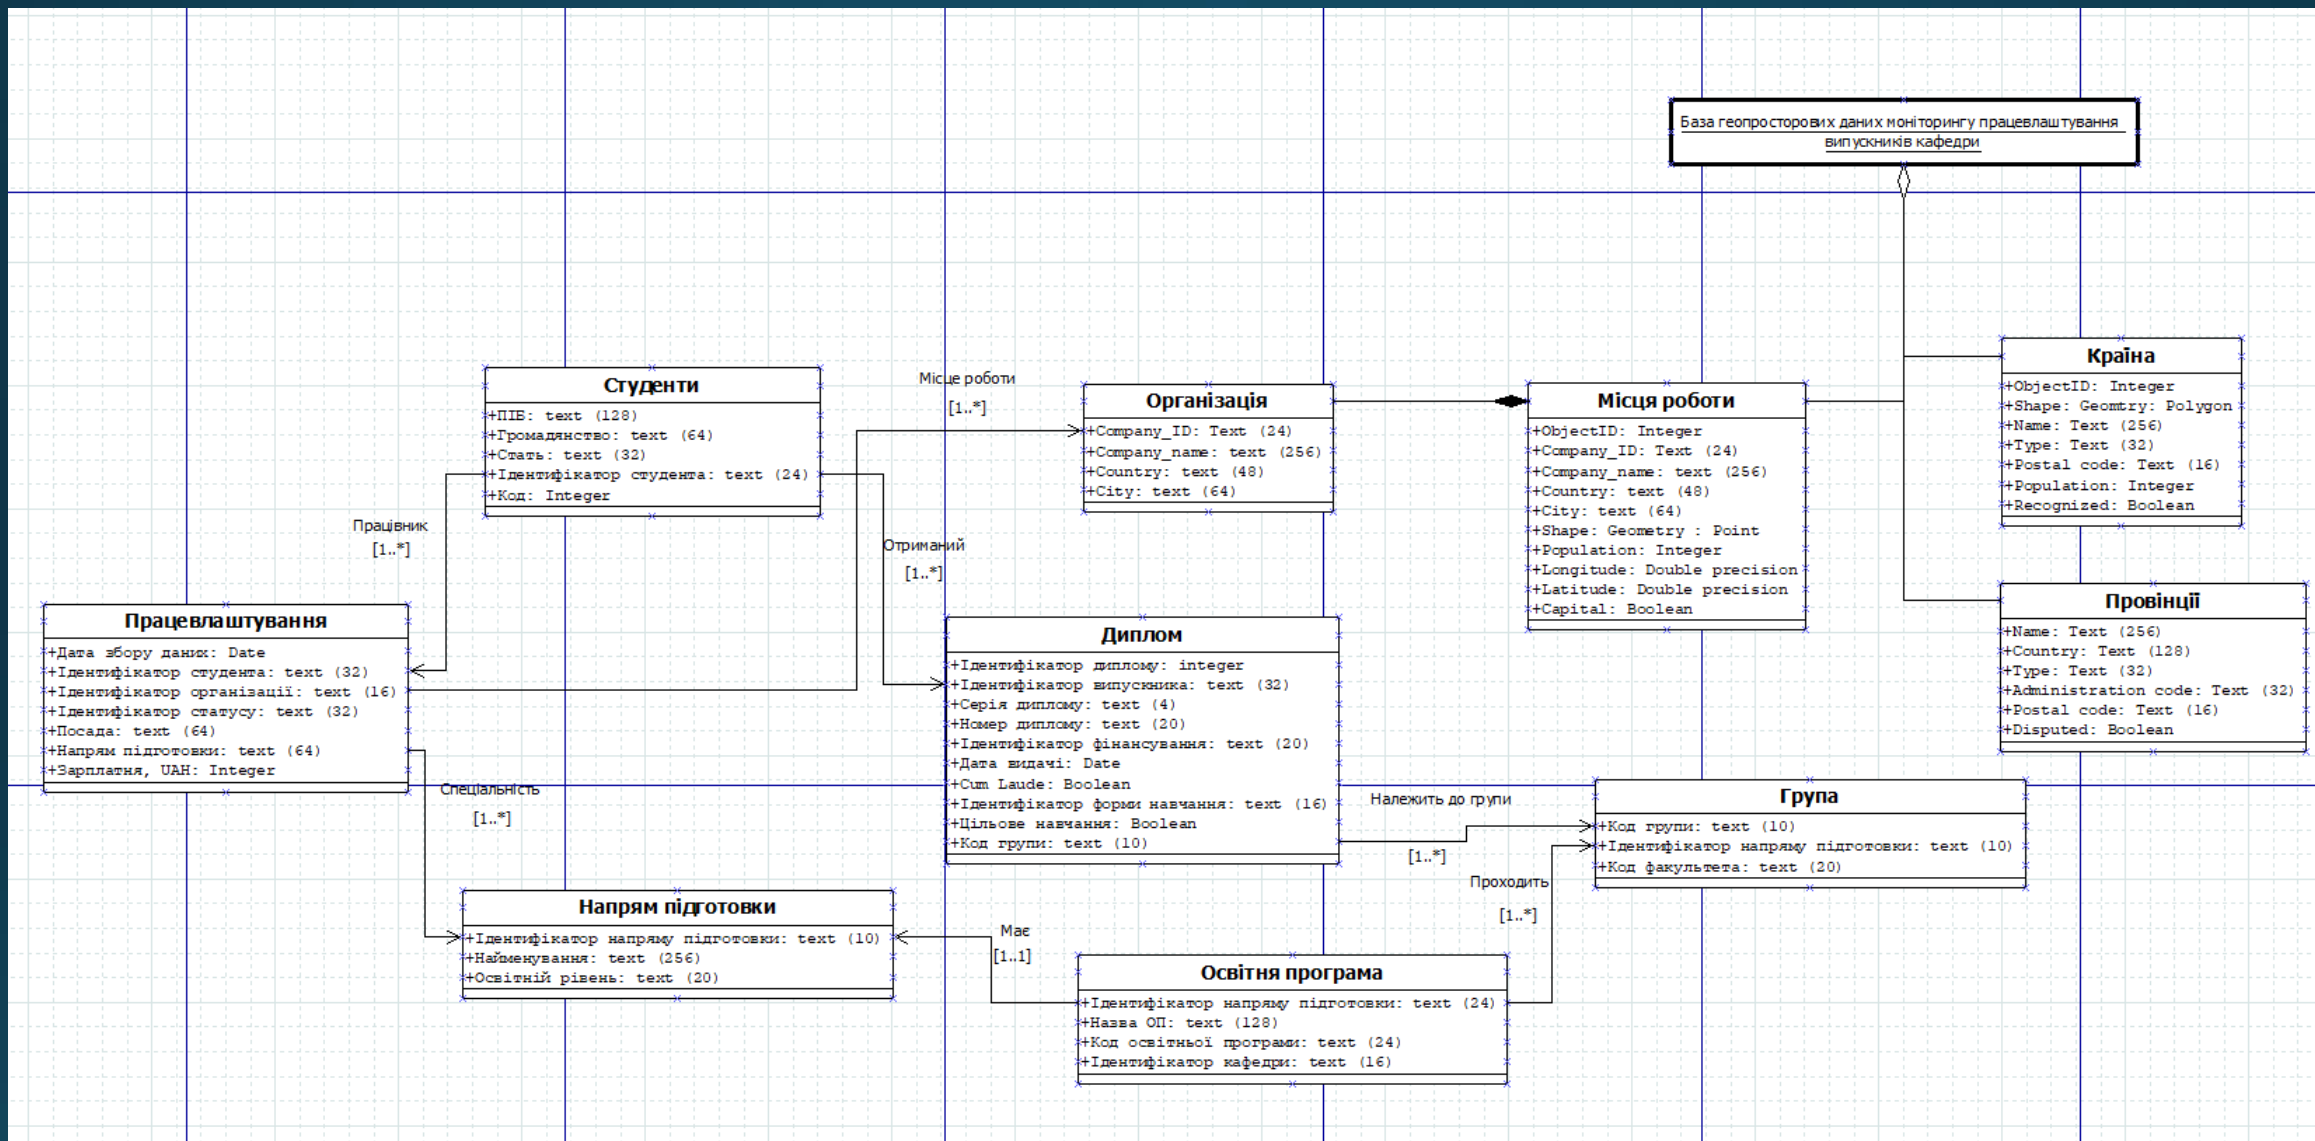 База геопросторових даних моніторингу працевлаштування
випускників кафедри
Країна
+ObjectID: Integer
+Shape: Geomtry: Polygon
+Name: Text (256)
+Type: Text (32)
+Postal code: Text (16)
+Population: Integer
+Recognized: Boolean
Студенти
+ПІБ: text (128)
+Громадянство: text (64)
+Стать: text (32)
+Ідентифікатор студента: text (24)
+Код: Integer
Місце роботи
[1..*]
Організація
+Company_ID: Text (24)
+Company_name: text (256)
+Country: text (48)
+City: text (64)
Місця роботи
+ObjectID: Integer
+Company_ID: Text (24)
+Company_name: text (256)
+Country: text (48)
+City: text (64)
+Shape: Geometry : Point
+Population: Integer
+Longitude: Double precision
+Latitude: Double precision
+Capital: Boolean
Працівник
[1..*]
Отриманий
[1..*]
Провінції
+Name: Text (256)
+Country: Text (128)
+Type: Text (32)
+Administration code: Text (32)
+Postal code: Text (16)
+Disputed: Boolean
Працевлаштування
+Дата збору даних: Date
+Ідентифікатор студента: text (32)
+Ідентифікатор організації: text (16)
+Ідентифікатор статусу: text (32)
+Посада: text (64)
+Напрям підготовки: text (64)
+Зарплатня, UAH: Integer
Диплом
+Ідентифікатор диплому: integer
+Ідентифікатор випускника: text (32)
+Серія диплому: text (4)
+Номер диплому: text (20)
+Ідентифікатор фінансування: text (20)
+Дата видачі: Date
+Cum Laude: Boolean
+Ідентифікатор форми навчання: text (16)
+Цільове навчання: Boolean
+Код групи: text (10)
Спеціальність
[1..*]
Належить до групи
[1..*]
Група
+Код групи: text (10)
+Ідентифікатор напряму підготовки: text (10)
+Код факультета: text (20)
Проходить
[1..*]
Напрям підготовки
+Ідентифікатор напряму підготовки: text (10)
+Найменування: text (256)
+Освітній рівень: text (20)
Має
[1..1]
Освітня програма
+Ідентифікатор напряму підготовки: text (24)
+Назва ОП: text (128)
+Код освітньої програми: text (24)
+Ідентифікатор кафедри: text (16)